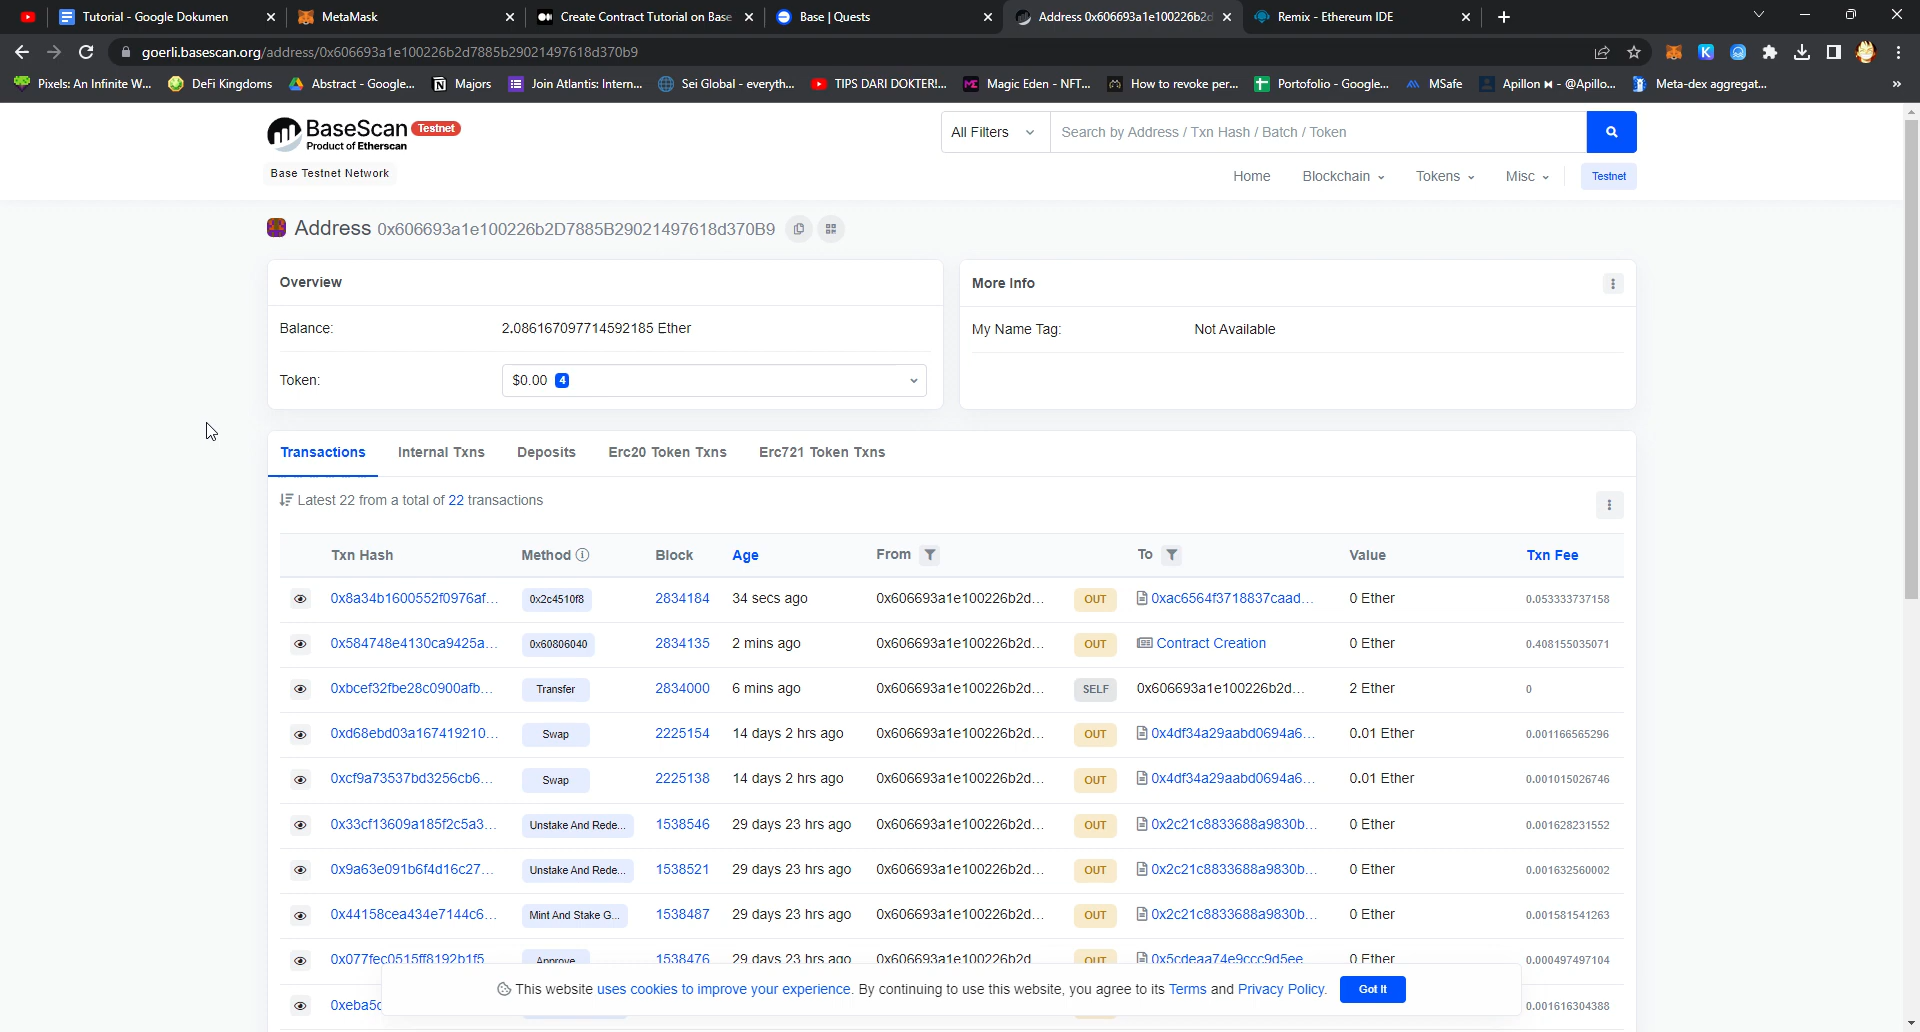 Tutorial - Google Dokumen
MetaMask
Create Contract Tutorial on Base
Base | Quests
Address 0x606693a1e100226b2d
Remix - Ethereum IDE
goerli.basescan.org/address/0x606693a1e100226b2d7885b29021497618d370b9
Pixels: An Infinite W...
DeFi Kingdoms
Abstract - Google...
Majors
Join Atlantis: Intern...
Sei Global - everyth...
TIPS DARI DOKTER!...
Magic Eden - NFT...
How to revoke per...
Portofolio - Google...
MSafe
Apillon ⧓ - @Apillo...
Meta-dex aggregat...
»
BaseScan Testnet
Product of Etherscan
Base Testnet Network
All Filters
Search by Address / Txn Hash / Batch / Token
Home Blockchain Tokens Misc Testnet
Address 0x606693a1e100226b2D7885B29021497618d370B9
Overview
Balance: 2.086167097714592185 Ether
Token: $0.00 4
More Info
My Name Tag: Not Available
Transactions Internal Txns Deposits Erc20 Token Txns Erc721 Token Txns
Latest 22 from a total of 22 transactions
Txn Hash Method Block Age From To Value Txn Fee
0x8a34b1600552f0976af... 0x2c4510f8 2834184 34 secs ago 0x606693a1e100226b2d... OUT 0xac6564f3718837caad... 0 Ether 0.053333737158
0x584748e4130ca9425a... 0x60806040 2834135 2 mins ago 0x606693a1e100226b2d... OUT Contract Creation 0 Ether 0.408155035071
0xbcef32fbe28c0900afb... Transfer 2834000 6 mins ago 0x606693a1e100226b2d... SELF 0x606693a1e100226b2d... 2 Ether 0
0xd68ebd03a167419210... Swap 2225154 14 days 2 hrs ago 0x606693a1e100226b2d... OUT 0x4df34a29aabd0694a6... 0.01 Ether 0.001166565296
0xcf9a73537bd3256cb6... Swap 2225138 14 days 2 hrs ago 0x606693a1e100226b2d... OUT 0x4df34a29aabd0694a6... 0.01 Ether 0.001015026746
0x33cf13609a185f2c5a3... Unstake And Rede... 1538546 29 days 23 hrs ago 0x606693a1e100226b2d... OUT 0x2c21c8833688a9830b... 0 Ether 0.001628231552
0x9a63e091b6f4d16c27... Unstake And Rede... 1538521 29 days 23 hrs ago 0x606693a1e100226b2d... OUT 0x2c21c8833688a9830b... 0 Ether 0.001632560002
0x44158cea434e7144c6... Mint And Stake G... 1538487 29 days 23 hrs ago 0x606693a1e100226b2d... OUT 0x2c21c8833688a9830b... 0 Ether 0.001581541263
0x077fec0515ff8192b1f5 Approve 1538476 29 days 23 hrs ago 0x606693a1e100226b2d OUT 0x5cdeaa74e9ccc9d5ee 0 Ether 0.000497497104
0xeba5c 0.001616304388
This website uses cookies to improve your experience. By continuing to use this website, you agree to its Terms and Privacy Policy. Got It